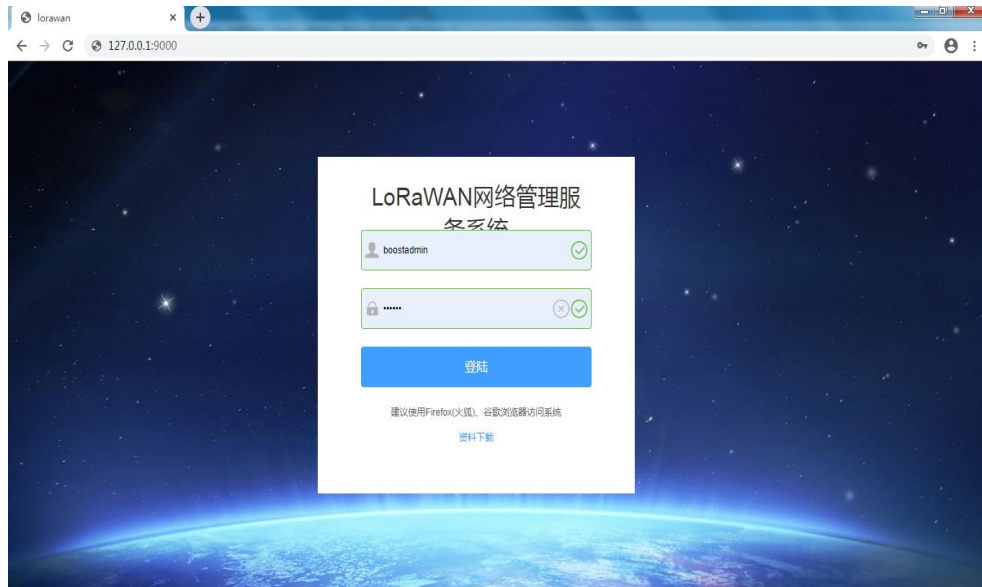 lorawan
127.0.0.1:9000
LoRaWAN网络管理服
务系统
boostadmin
••••••
登陆
建议使用Firefox(火狐)、谷歌浏览器访问系统
资料下载